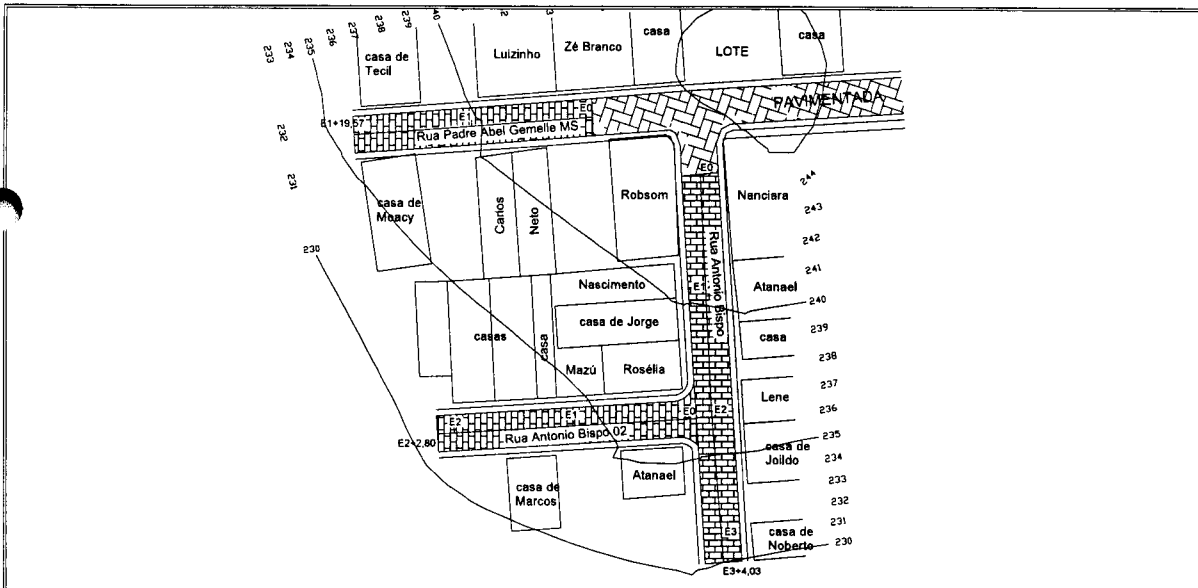 233
234
235
236
237
238
239
40
casa de
Tecil
Luizinho
Zé Branco
casa
LOTE
casa
PAVIMENTADA
E1+19,57
E1
E0
Rua Padre Abel Gemelle MS
232
231
230
casa de
Meacy
Carlos
Neto
Robsom
E0
Nanciara
244
243
242
241
240
239
238
237
236
235
234
233
232
231
230
Rua Antonio Bispo
E1
Atanael
casa
Nascimento
casa de Jorge
casas
casa
Mazú
Rosélia
Lene
E2
E1
E0
E2
Rua Antonio Bispo 02
E2+2,80
casa de
Joildo
Atanael
casa de
Marcos
E3
casa de
Noberto
E3+4,03